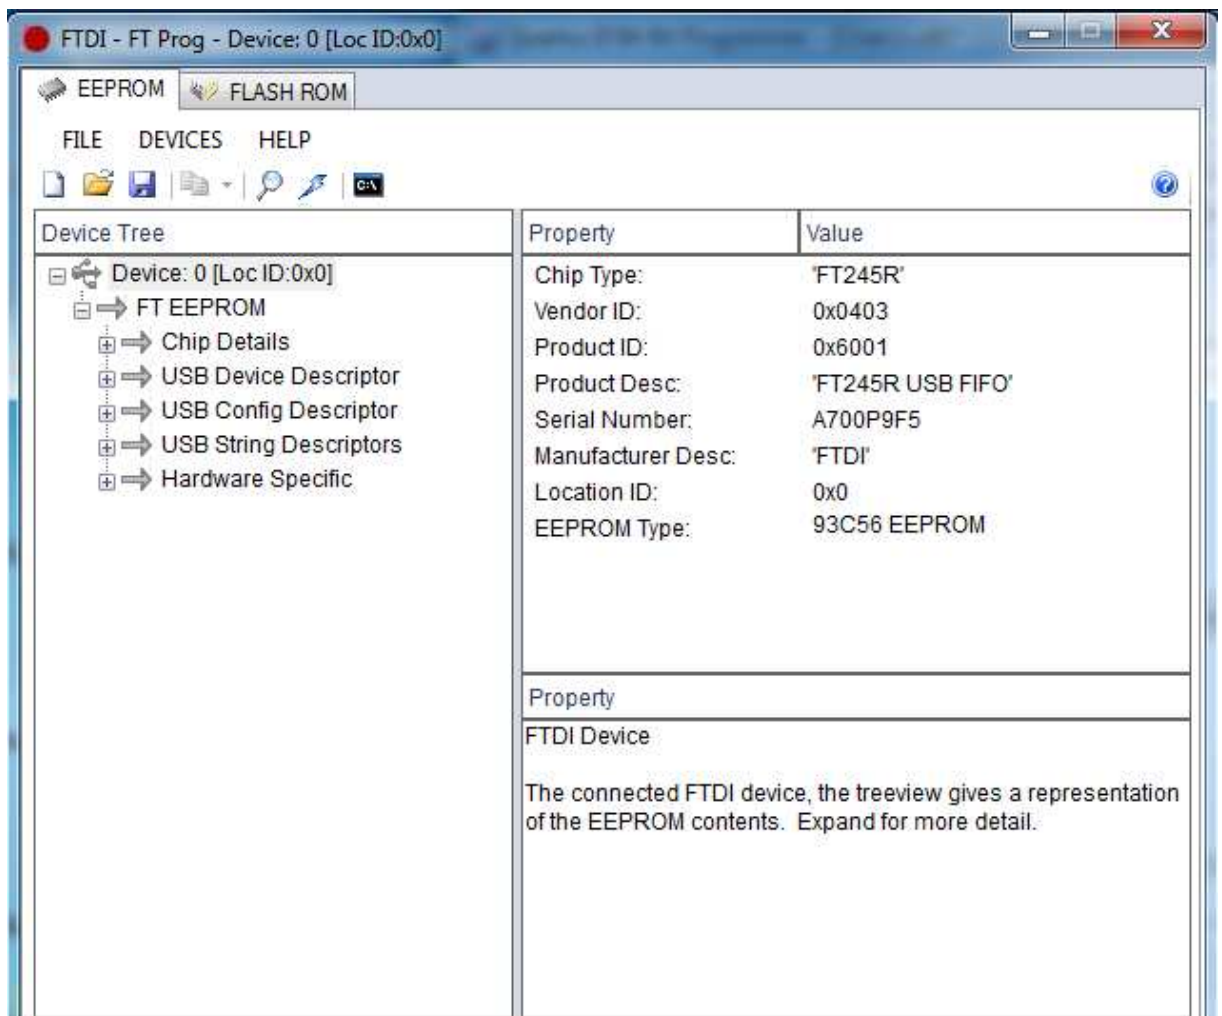 FTDI - FT Prog - Device: 0 [Loc ID:0x0]
EEPROM FLASH ROM
FILE DEVICES HELP
C:\
Device Tree
Device: 0 [Loc ID:0x0]
FT EEPROM
Chip Details
USB Device Descriptor
USB Config Descriptor
USB String Descriptors
Hardware Specific
Property Value
Chip Type: 'FT245R'
Vendor ID: 0x0403
Product ID: 0x6001
Product Desc: 'FT245R USB FIFO'
Serial Number: A700P9F5
Manufacturer Desc: 'FTDI'
Location ID: 0x0
EEPROM Type: 93C56 EEPROM
Property
FTDI Device
The connected FTDI device, the treeview gives a representation
of the EEPROM contents. Expand for more detail.